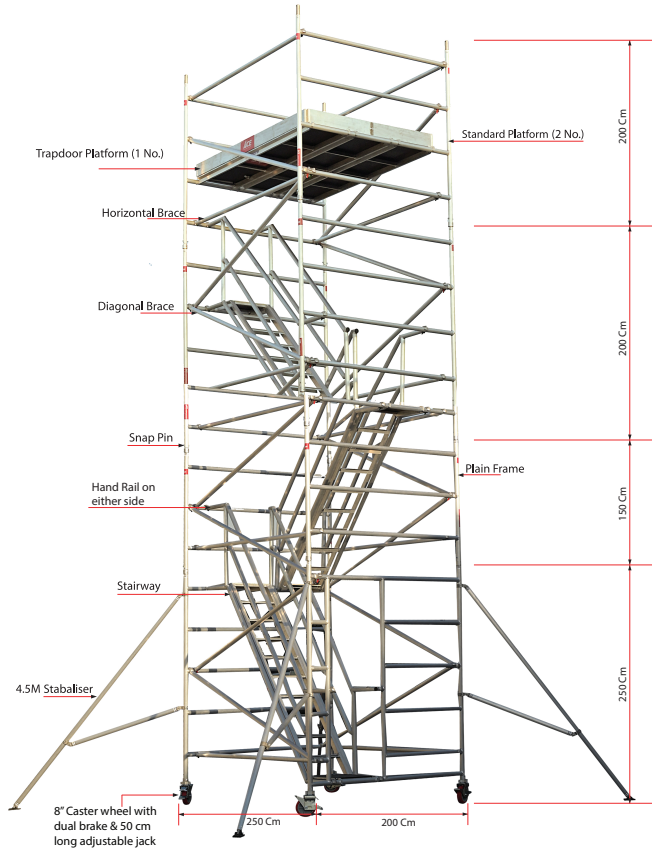 200 Cm
Standard Platform (2 No.)
Trapdoor Platform (1 No.)
Horizontal Brace
200 Cm
Diagonal Brace
Snap Pin
Plain Frame
Hand Rail on
either side
150 Cm
Stairway
4.5M Stabaliser
250 Cm
8” Caster wheel with
dual brake & 50 cm
long adjustable jack
250 Cm
200 Cm